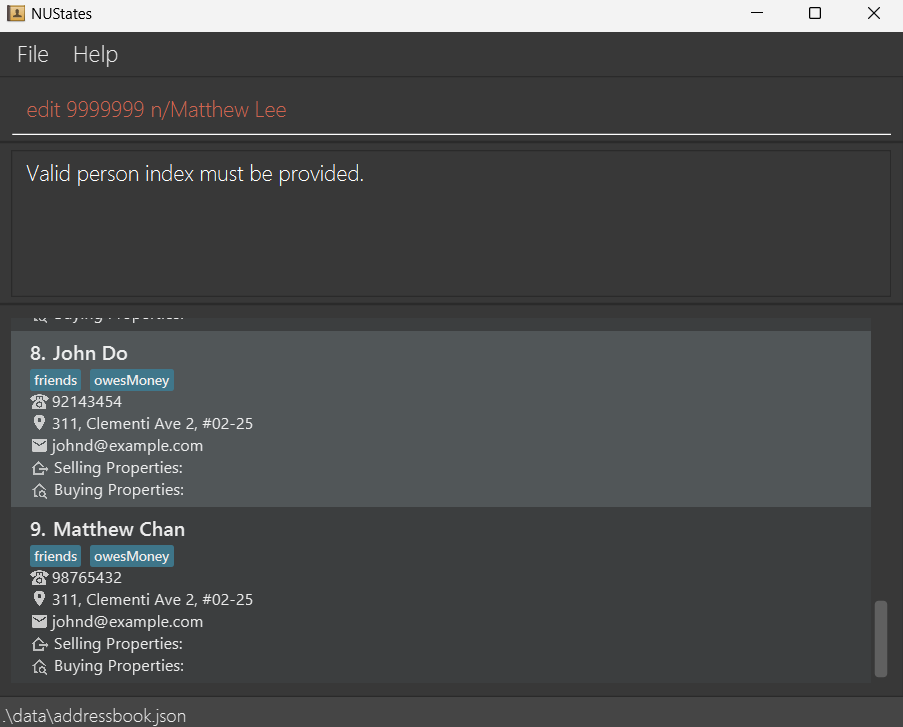 NUStates
File Help
edit 9999999 n/Matthew Lee
Valid person index must be provided.
Buying Properties:
8. John Do
friends owesMoney
92143454
311, Clementi Ave 2, #02-25
johnd@example.com
Selling Properties:
Buying Properties:
9. Matthew Chan
friends owesMoney
98765432
311, Clementi Ave 2, #02-25
johnd@example.com
Selling Properties:
Buying Properties:
.\data\addressbook.json